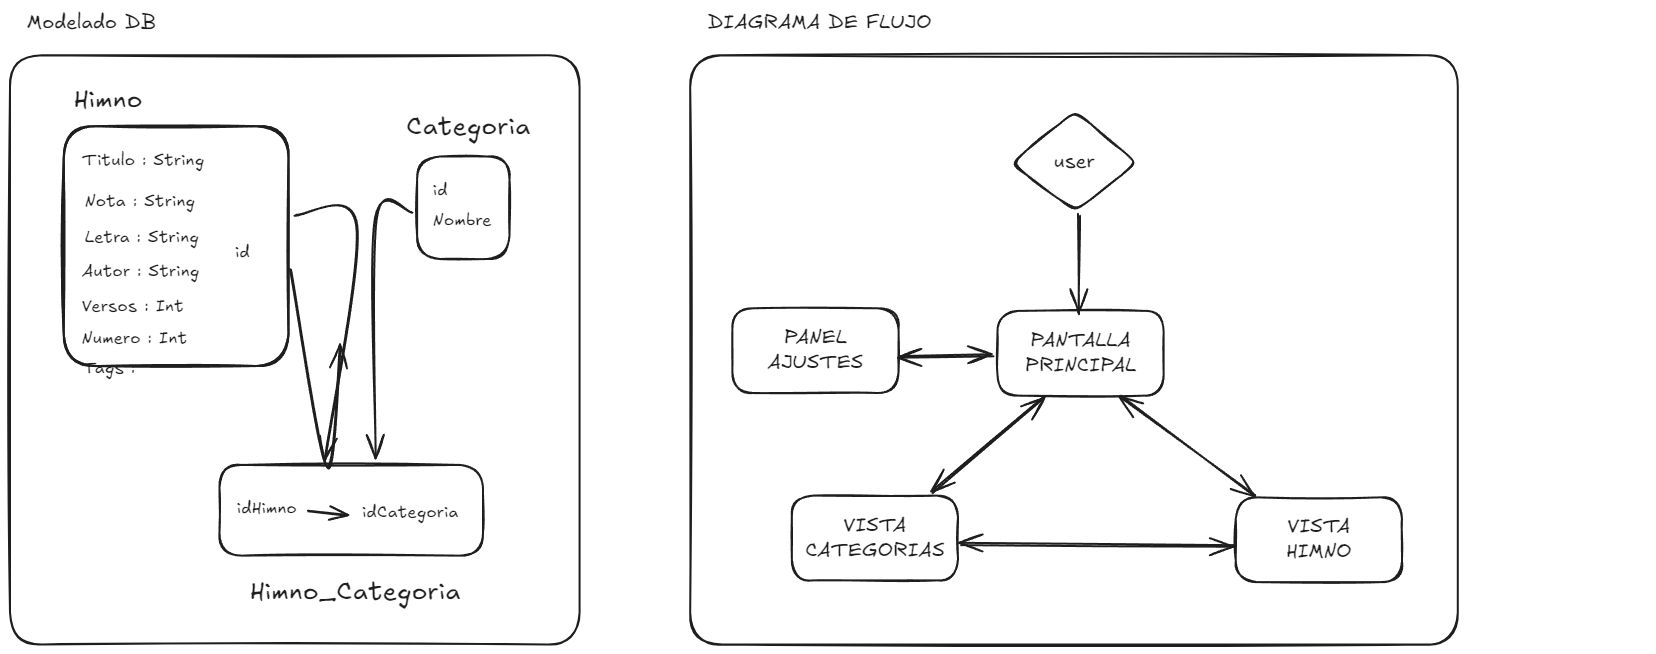 Modelado DB
Himno
Titulo : String
Nota : String
Letra : String
id
Autor : String
Versos : Int
Numero : Int
Tags :
Categoria
id
Nombre
idHimno
idCategoria
Himno_Categoria
DIAGRAMA DE FLUJO
user
PANEL
AJUSTES
PANTALLA
PRINCIPAL
VISTA
CATEGORIAS
VISTA
HIMNO